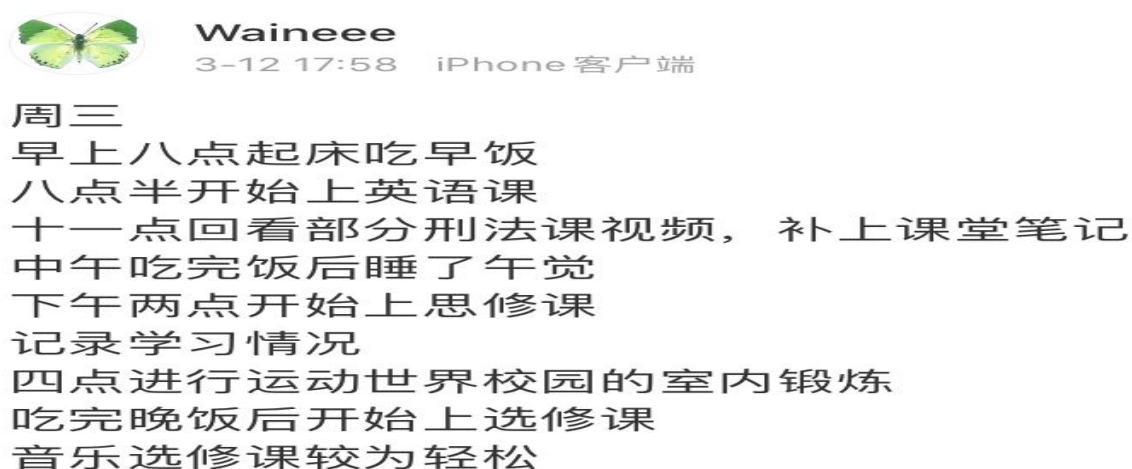 Waineee
3-12 17:58 iPhone客户端
周三
早上八点起床吃早饭
八点半开始上英语课
十一点回看部分刑法课视频，补上课堂笔记
中午吃完饭后睡了午觉
下午两点开始上思修课
记录学习情况
四点进行运动世界校园的室内锻炼
吃完晚饭后开始上选修课
音乐选修课较为轻松